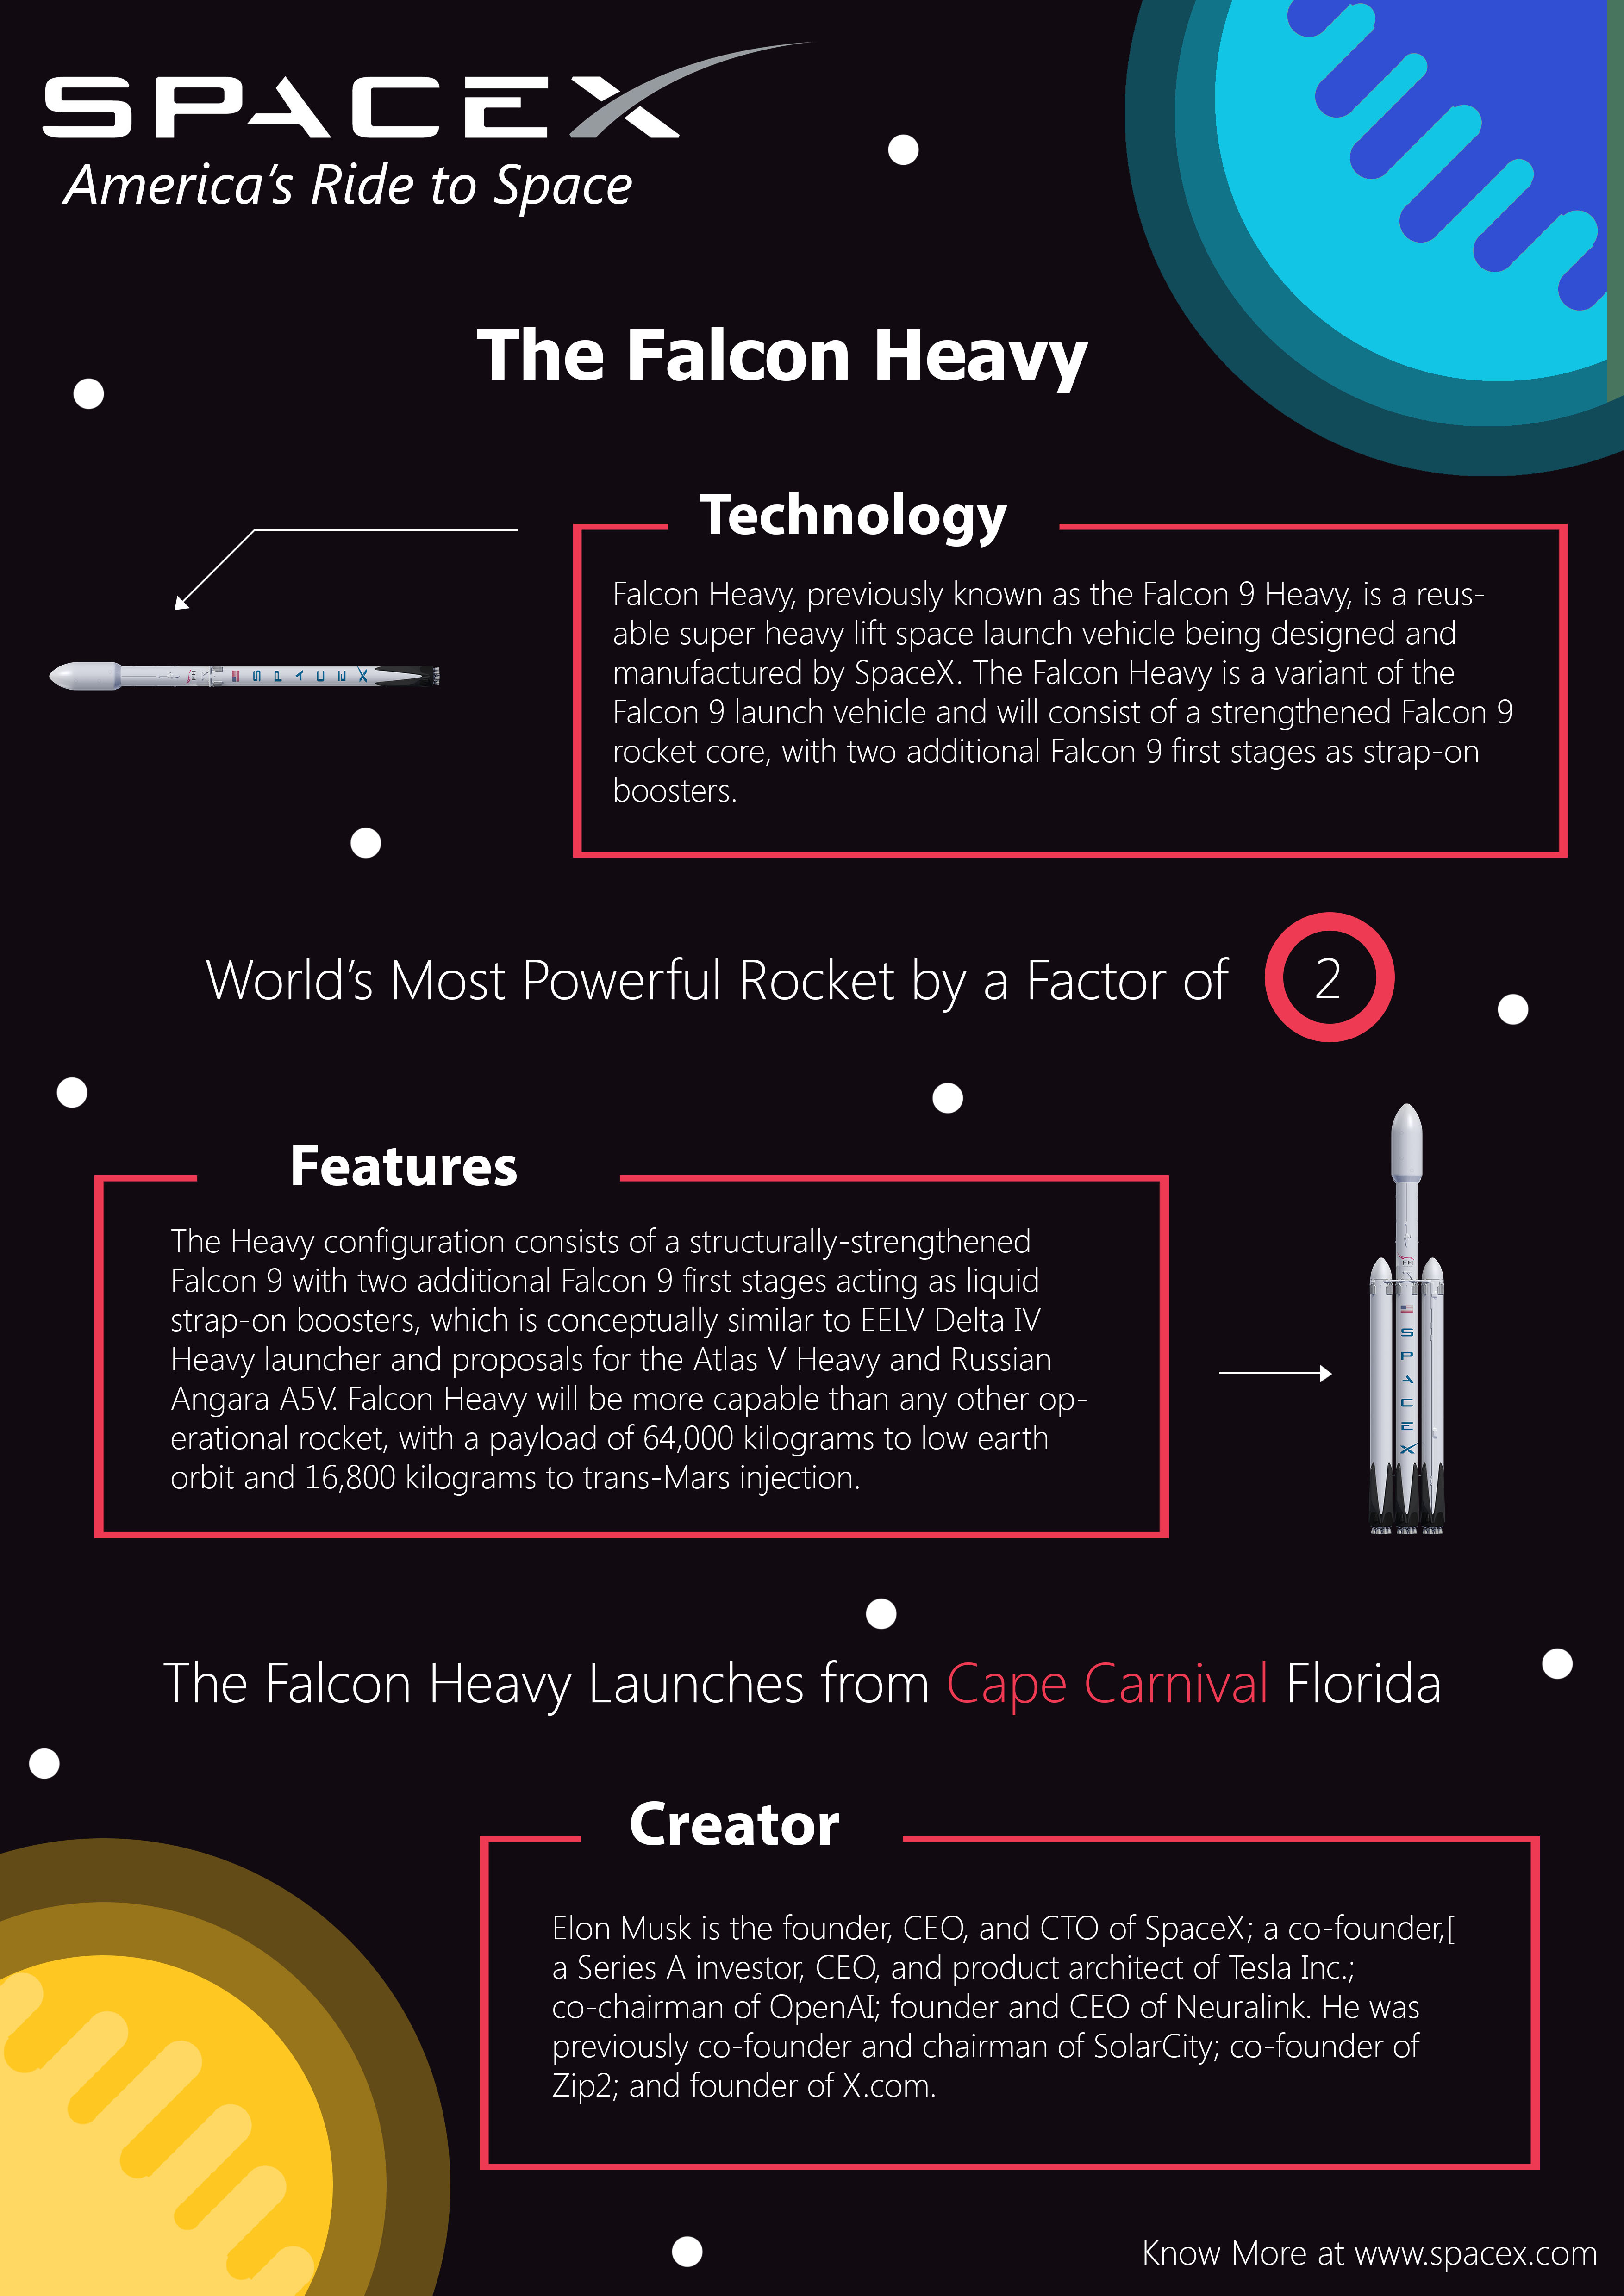 SPACEX
America's Ride to Space
The Falcon Heavy
Technology
Falcon Heavy, previously known as the Falcon 9 Heavy, is a reus-
able super heavy lift space launch vehicle being designed and
manufactured by SpaceX. The Falcon Heavy is a variant of the
Falcon 9 launch vehicle and will consist of a strengthened Falcon 9
rocket core, with two additional Falcon 9 first stages as strap-on
boosters.
FH SPACEX
World's Most Powerful Rocket by a Factor of 2
Features
The Heavy configuration consists of a structurally-strengthened
Falcon 9 with two additional Falcon 9 first stages acting as liquid
strap-on boosters, which is conceptually similar to EELV Delta IV
Heavy launcher and proposals for the Atlas V Heavy and Russian
Angara A5V. Falcon Heavy will be more capable than any other op-
erational rocket, with a payload of 64,000 kilograms to low earth
orbit and 16,800 kilograms to trans-Mars injection.
FH
SPACEX
The Falcon Heavy Launches from Cape Carnival Florida
Creator
Elon Musk is the founder, CEO, and CTO of SpaceX; a co-founder,[
a Series A investor, CEO, and product architect of Tesla Inc.;
co-chairman of OpenAI; founder and CEO of Neuralink. He was
previously co-founder and chairman of SolarCity; co-founder of
Zip2; and founder of X.com.
Know More at www.spacex.com